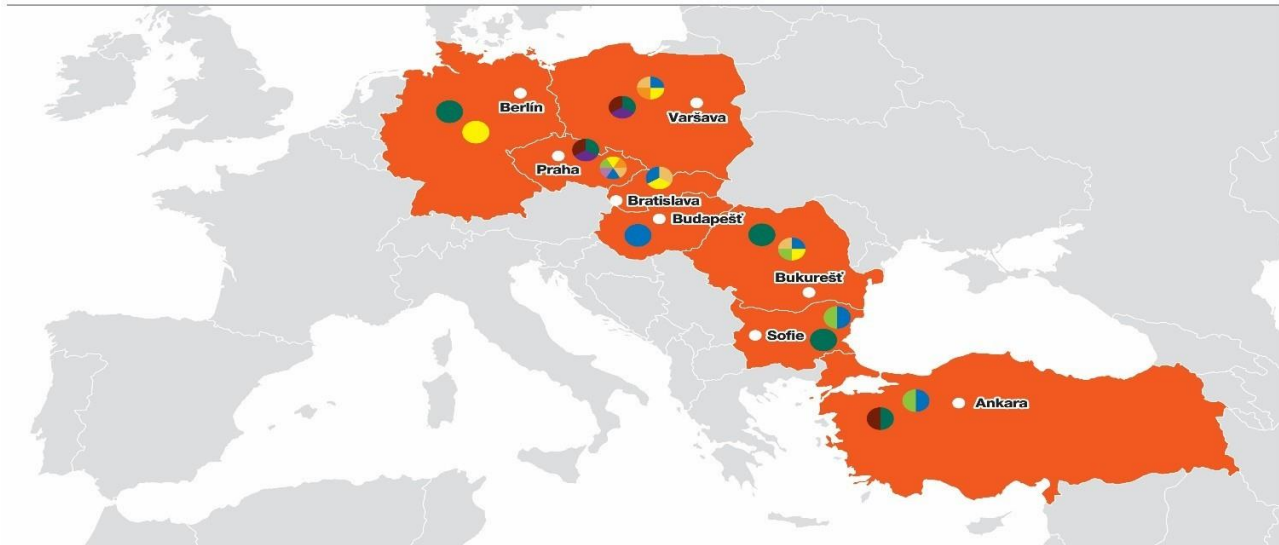 Berlín
Varšava
Praha
Bratislava
Budapešť
Bukurešť
Sofie
Ankara